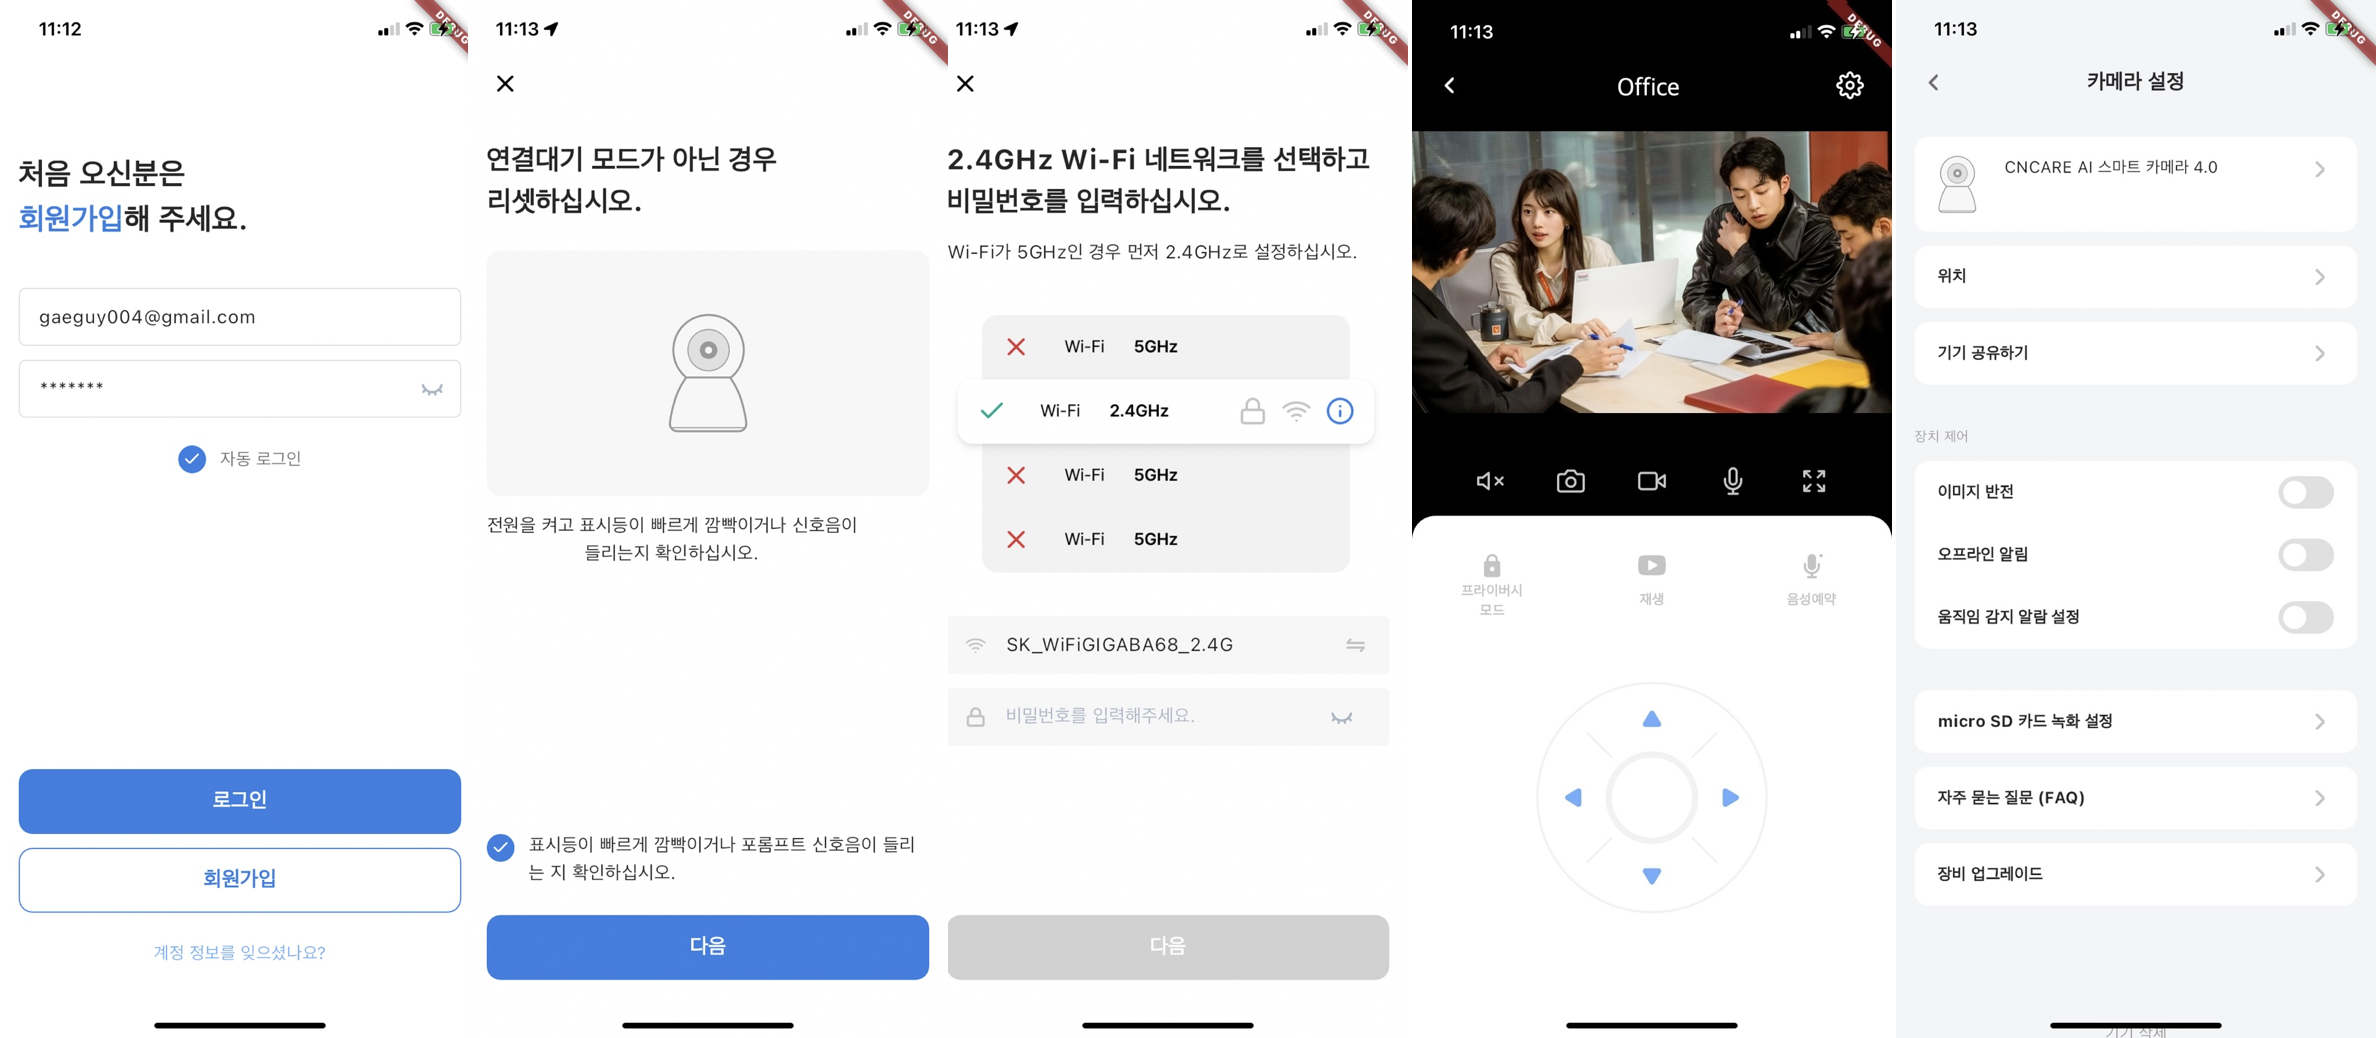 11:12
DEBUG
처음 오신분은
회원가입해 주세요.
gaeguy004@gmail.com
*******
자동 로그인
로그인
회원가입
계정 정보를 잊으셨나요?
11:13
DEBUG
연결대기 모드가 아닌 경우
리셋하십시오.
전원을 켜고 표시등이 빠르게 깜빡이거나 신호음이
들리는지 확인하십시오.
표시등이 빠르게 깜빡이거나 포롬프트 신호음이 들리
는 지 확인하십시오.
다음
11:13
DEBUG
2.4GHz Wi-Fi 네트워크를 선택하고
비밀번호를 입력하십시오.
Wi-Fi가 5GHz인 경우 먼저 2.4GHz로 설정하십시오.
Wi-Fi 5GHz
Wi-Fi 2.4GHz
Wi-Fi 5GHz
Wi-Fi 5GHz
SK_WiFiGIGABA68_2.4G
비밀번호를 입력해주세요.
다음
11:13
DEBUG
Office
프라이버시
모드
재생
음성예약
11:13
DEBUG
카메라 설정
CNCARE AI 스마트 카메라 4.0
위치
기기 공유하기
장치 제어
이미지 반전
오프라인 알림
움직임 감지 알람 설정
micro SD 카드 녹화 설정
자주 묻는 질문 (FAQ)
장비 업그레이드
기기 삭제